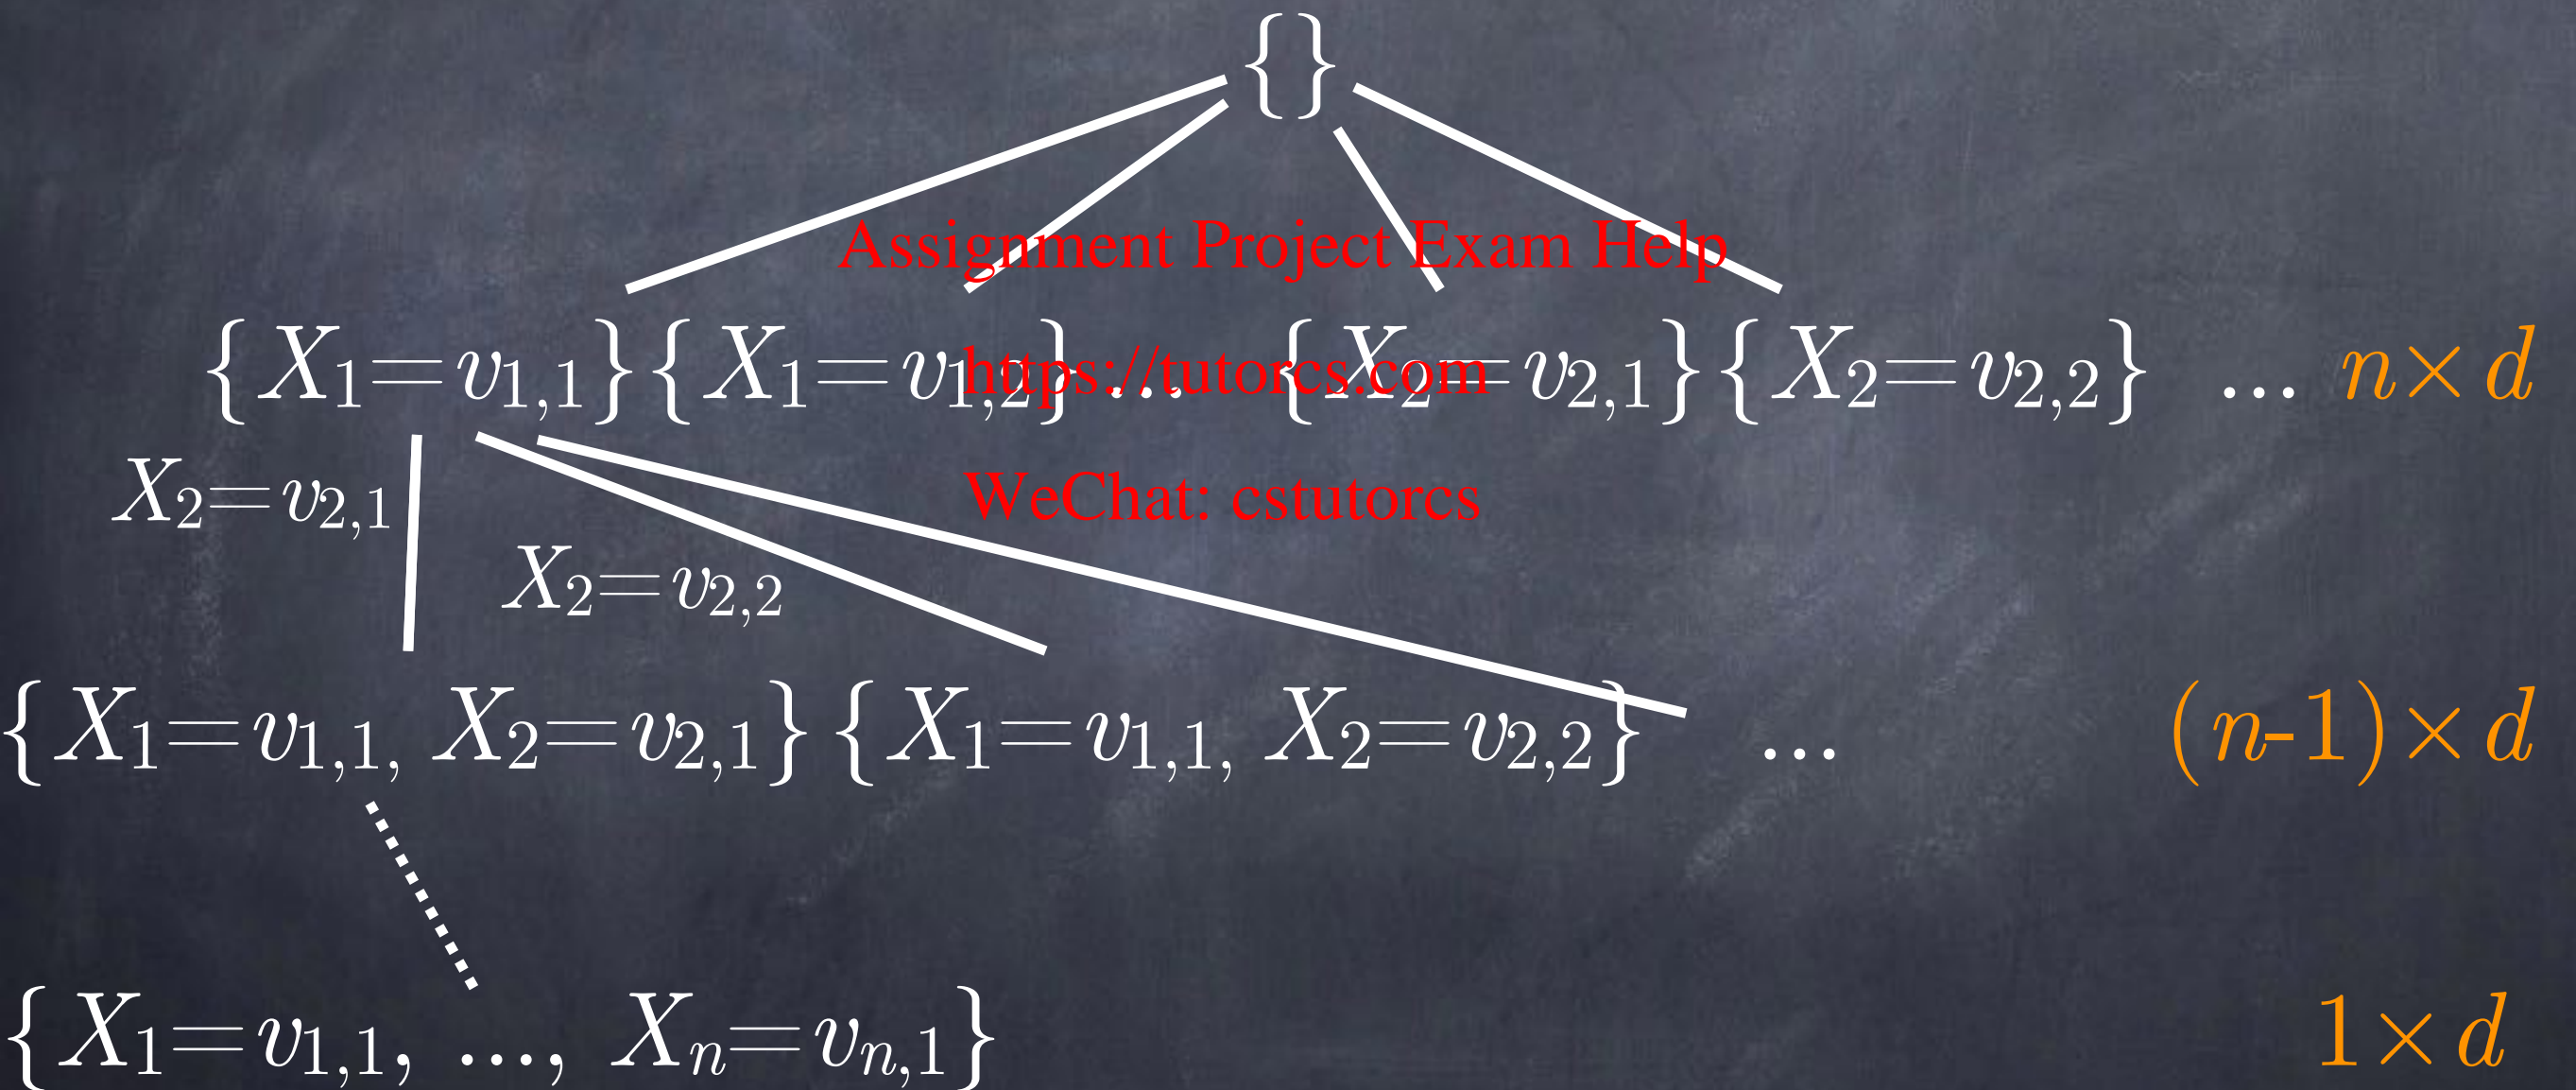 {}
Assignment Project Exam Help
{X₁=v₁,₁} {X₁=v₁,₂} ... {X₂=v₂,₁} {X₂=v₂,₂} ... n×d
https://tutorcs.com
X₂=v₂,₁
WeChat: cstutorcs
X₂=v₂,₂
{X₁=v₁,₁, X₂=v₂,₁} {X₁=v₁,₁, X₂=v₂,₂} ... (n-1)×d
{X₁=v₁,₁, ..., Xₙ=vₙ,₁} 1×d